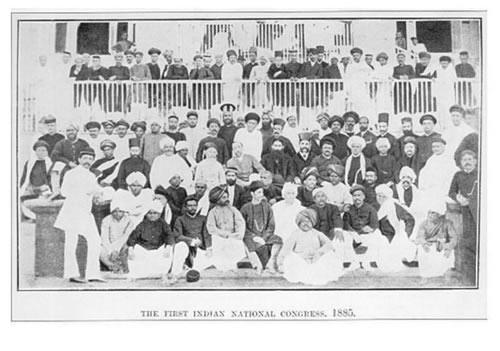 THE FIRST INDIAN NATIONAL CONGRESS, 1885.